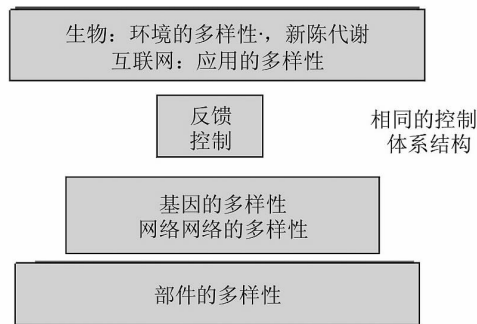 生物：环境的多样性·，新陈代谢
互联网：应用的多样性
反馈
控制
相同的控制
体系结构
基因的多样性
网络网络的多样性
部件的多样性